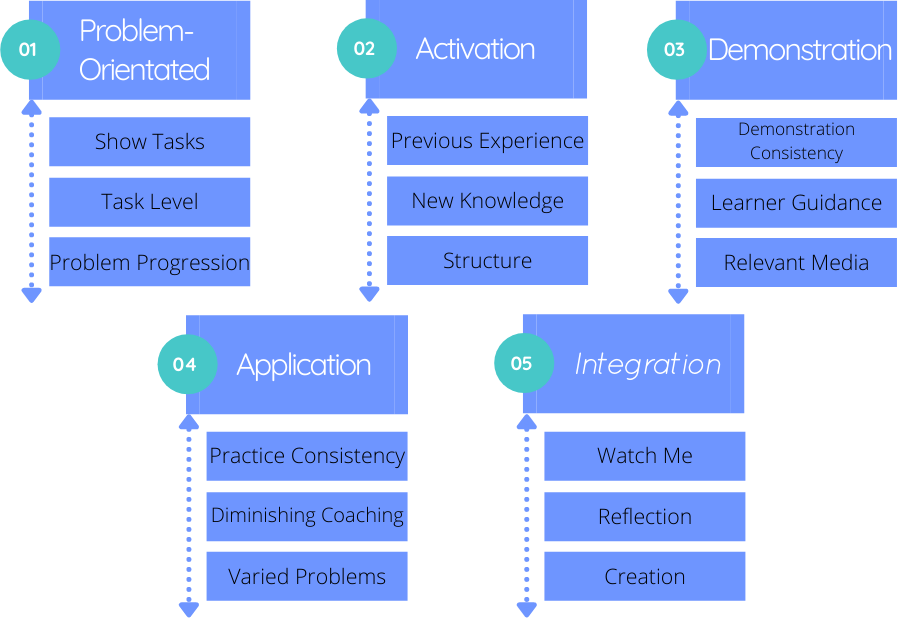 01
Problem-
Orientated
Show Tasks
Task Level
Problem Progression
02
Activation
Previous Experience
New Knowledge
Structure
03
Demonstration
Demonstration
Consistency
Learner Guidance
Relevant Media
04
Application
Practice Consistency
Diminishing Coaching
Varied Problems
05
Integration
Watch Me
Reflection
Creation